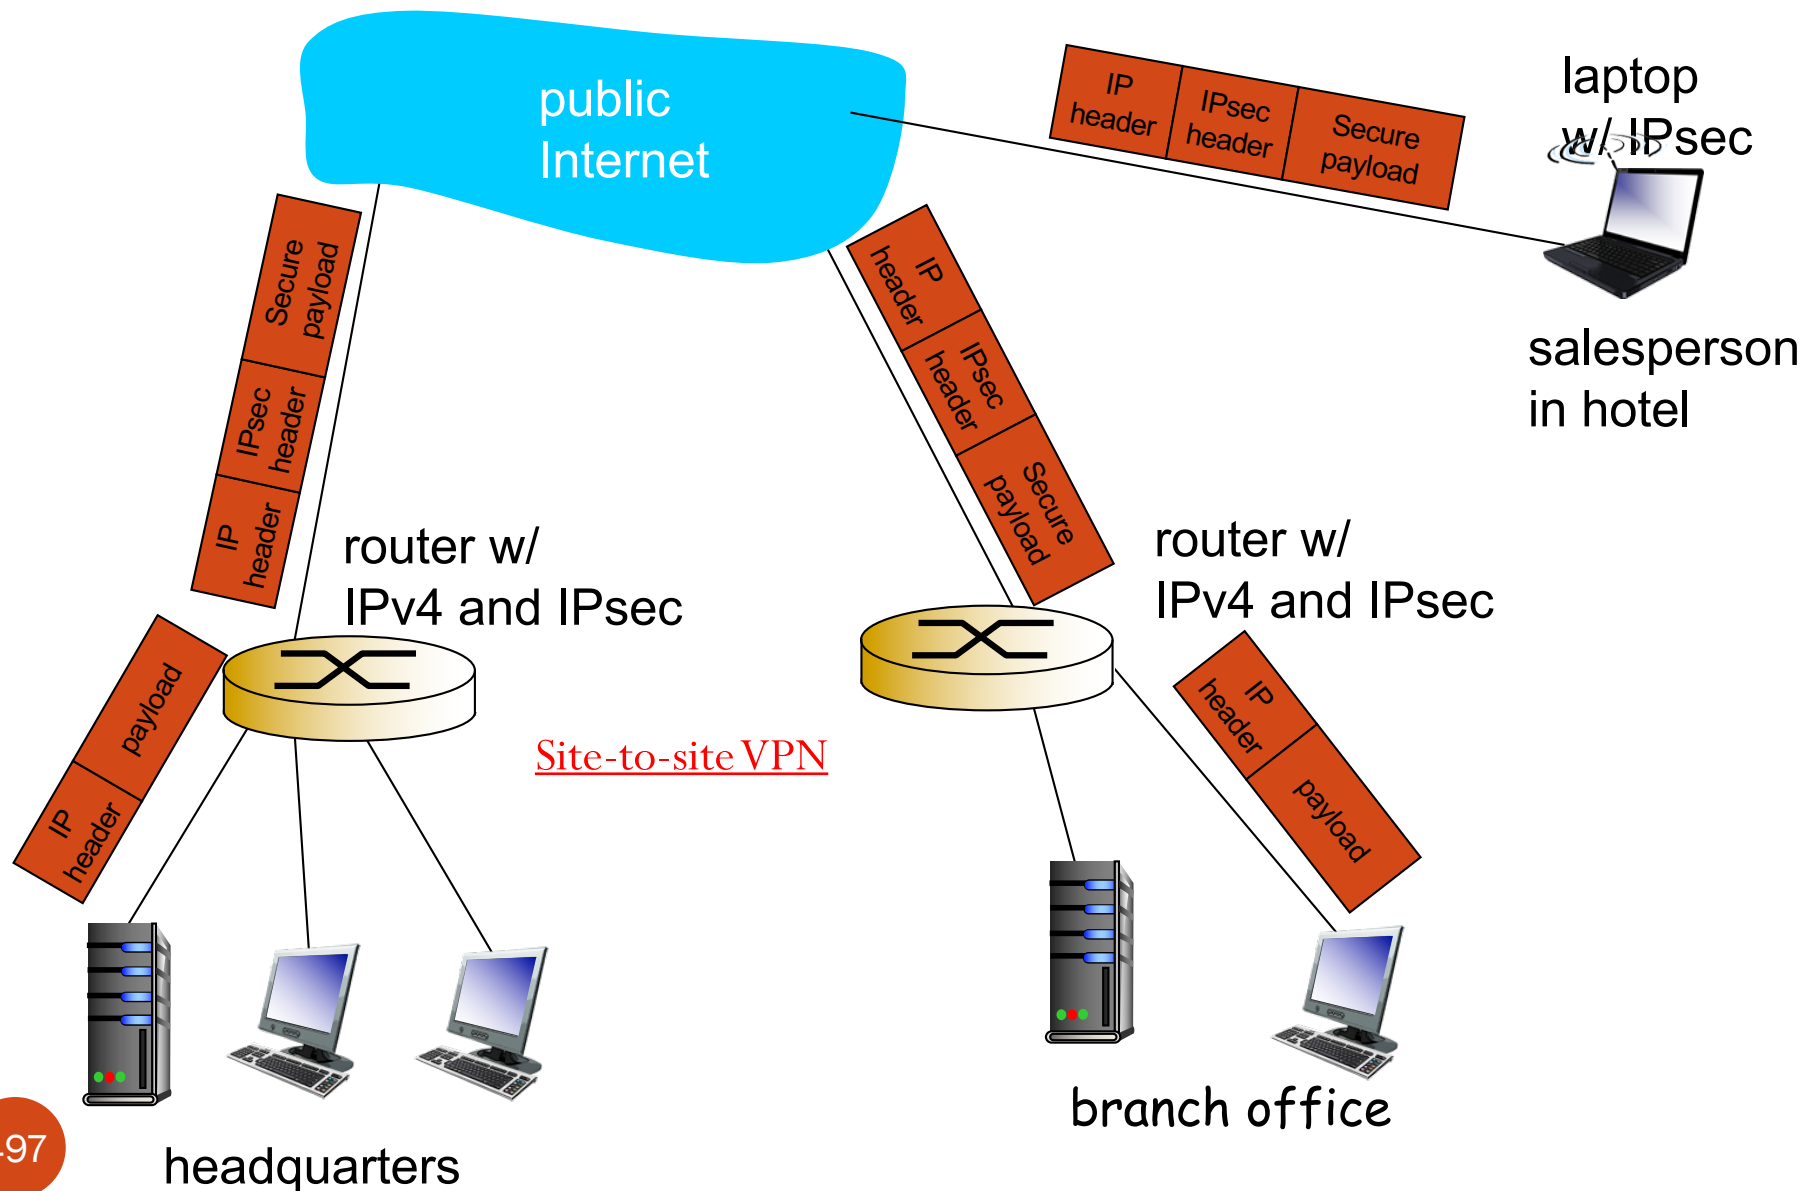 public
Internet
IP
header
IPsec
header
Secure
payload
laptop
w/ IPsec
salesperson
in hotel
Secure
payload
IPsec
header
IP
header
IP
header
IPsec
header
Secure
payload
router w/
IPv4 and IPsec
router w/
IPv4 and IPsec
payload
IP
header
Site-to-site VPN
IP
header
payload
branch office
headquarters
-97